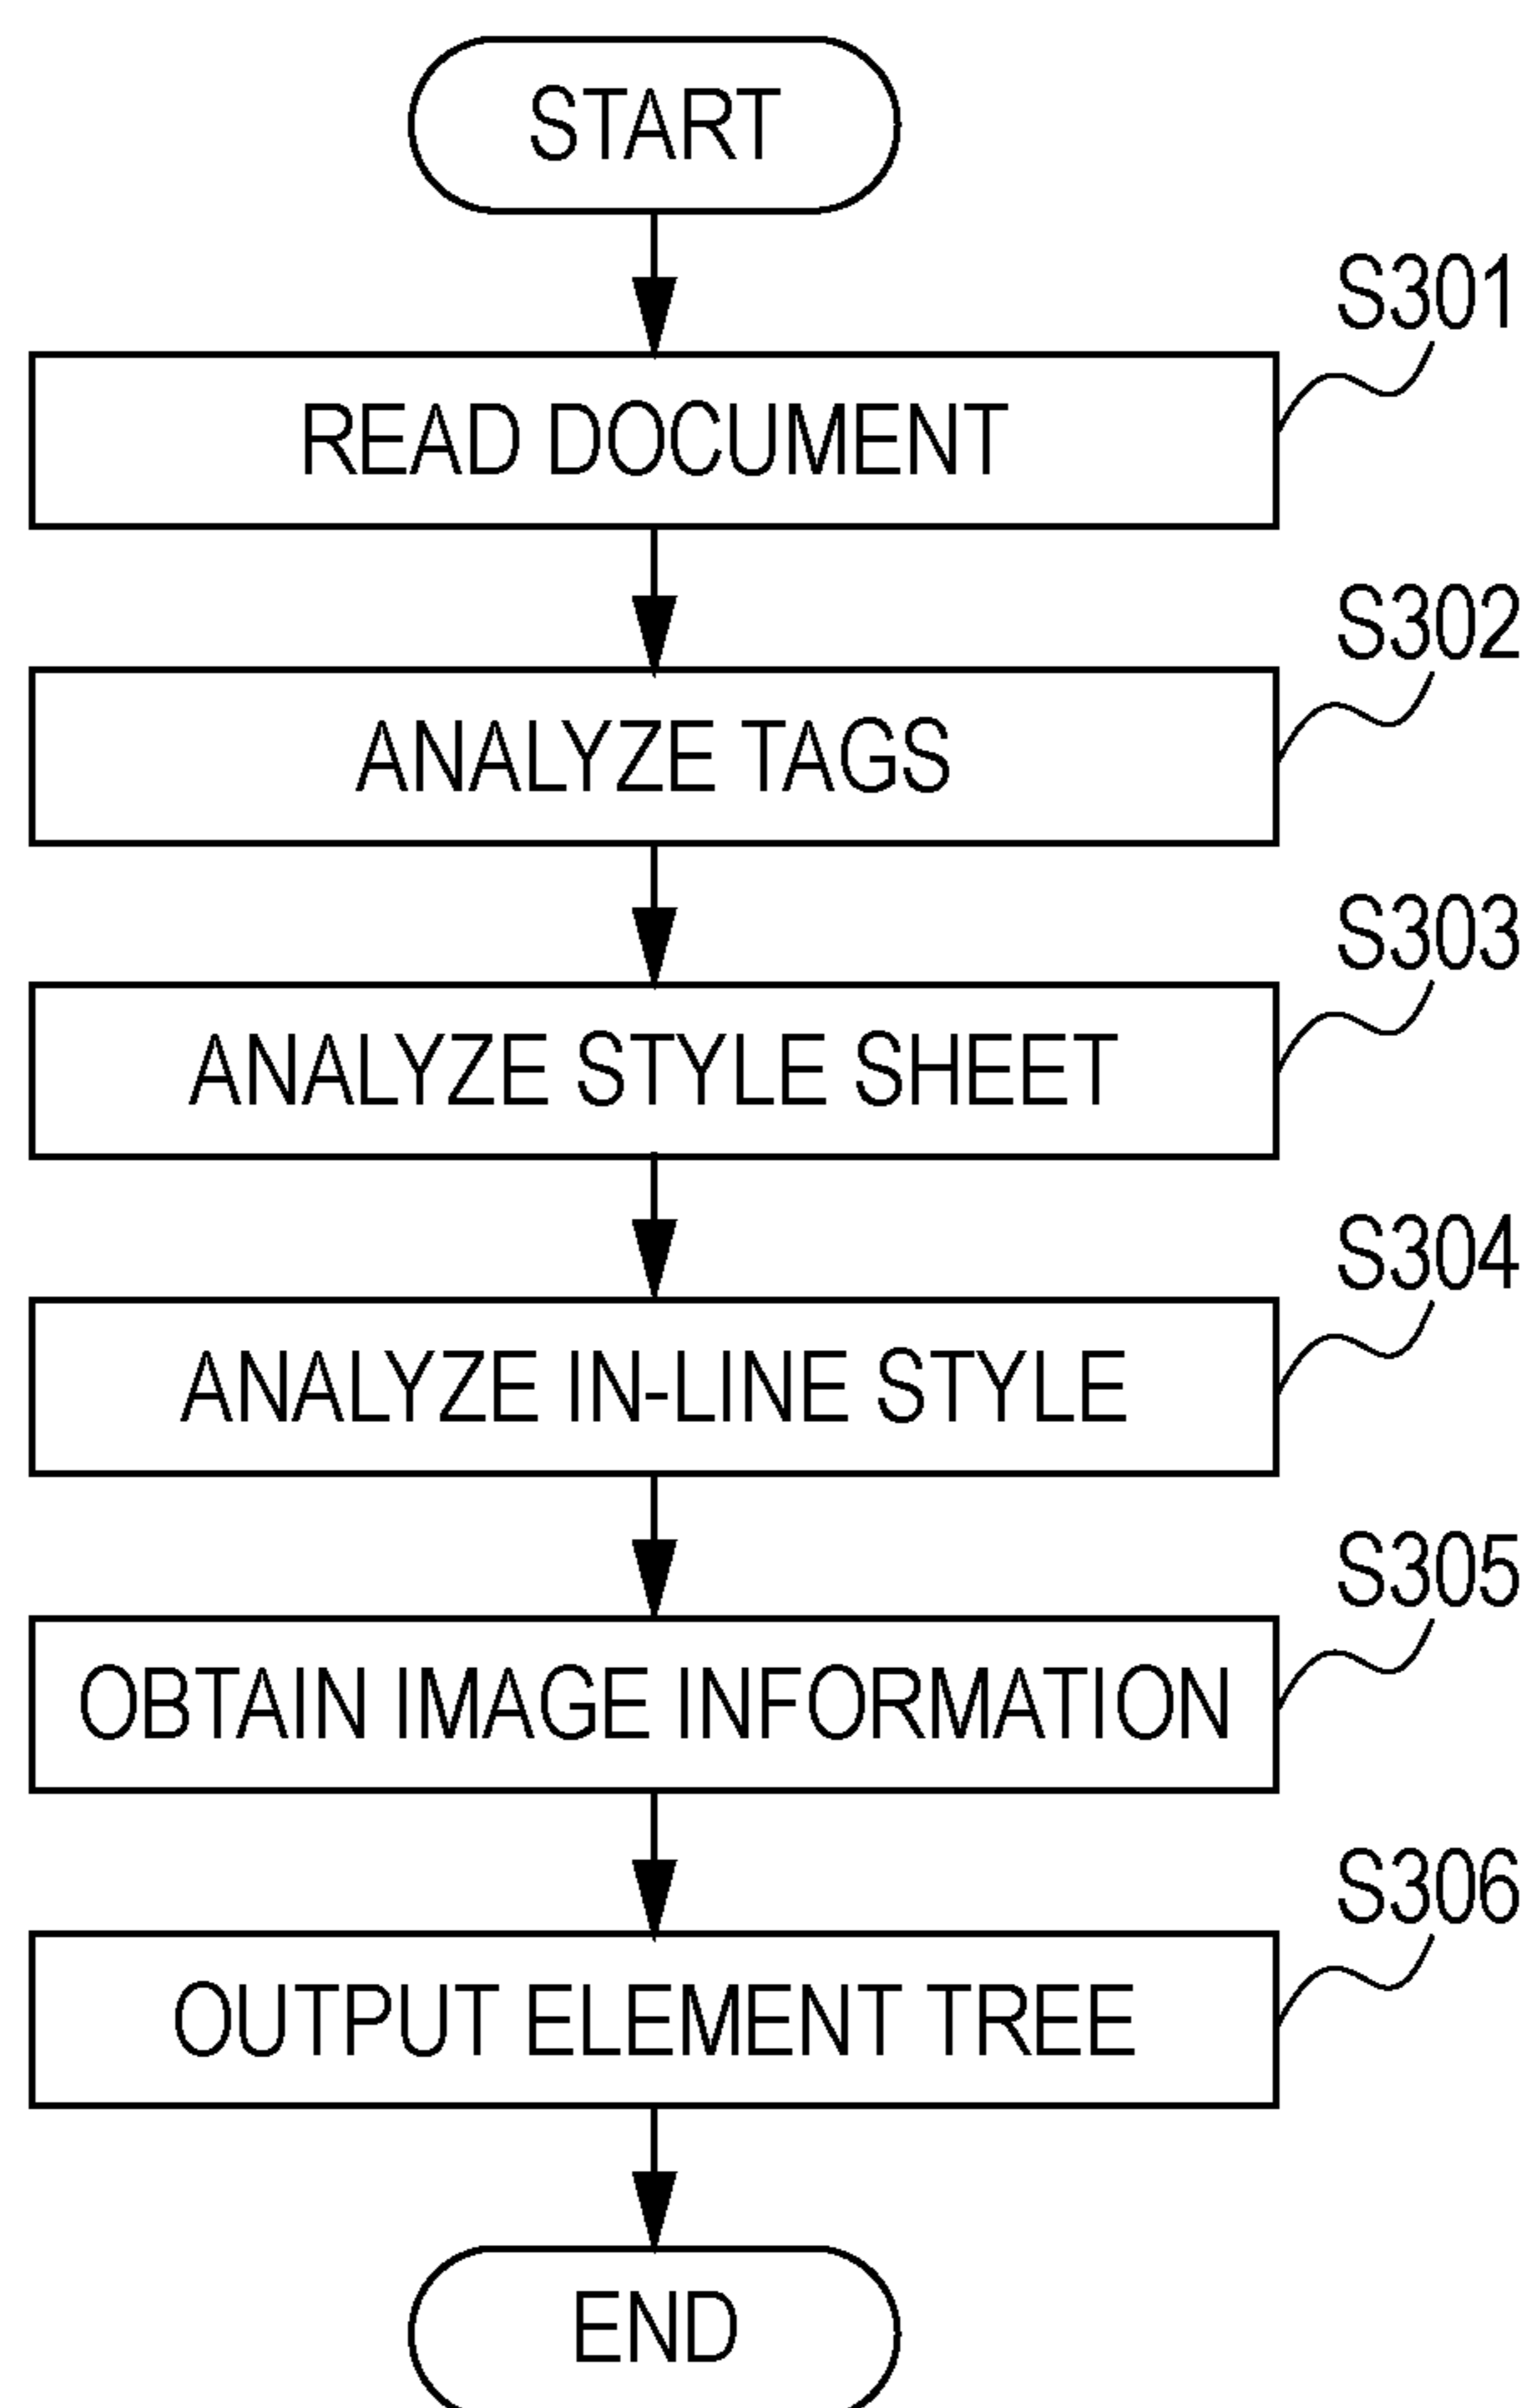 START
S301
READ DOCUMENT
S302
ANALYZE TAGS
S303
ANALYZE STYLE SHEET
S304
ANALYZE IN-LINE STYLE
S305
OBTAIN IMAGE INFORMATION
S306
OUTPUT ELEMENT TREE
END